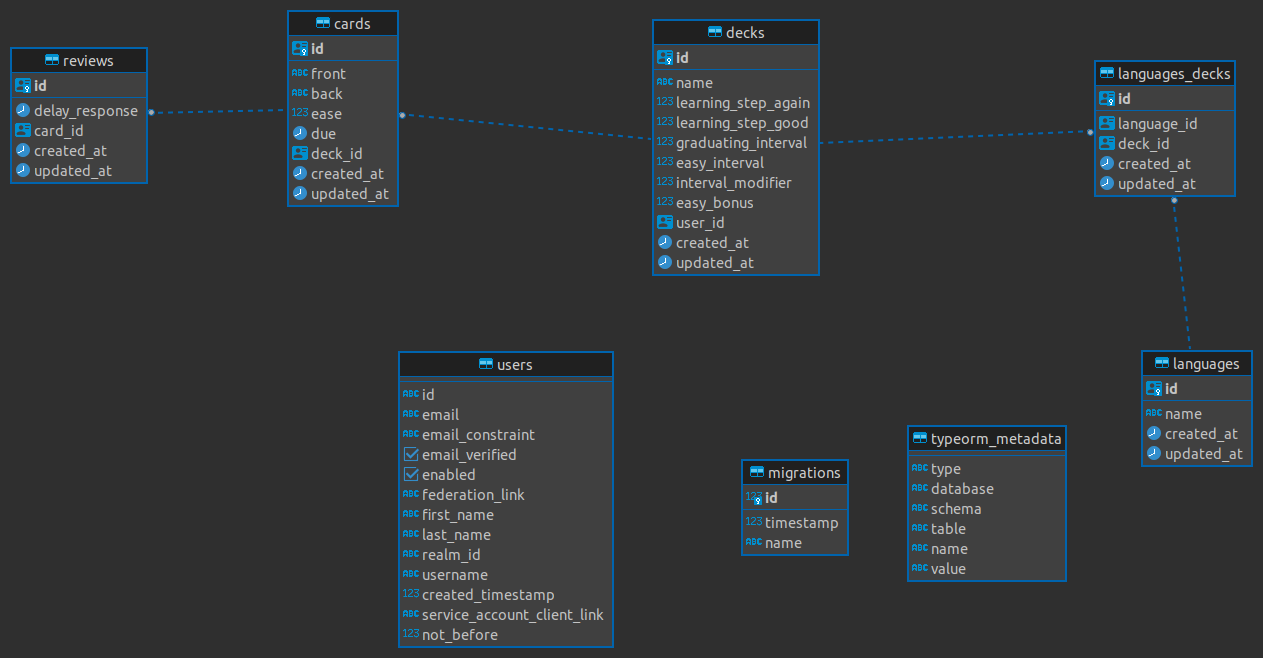 reviews
id
delay_response
card_id
created_at
updated_at
cards
id
ABC front
ABC back
123 ease
due
deck_id
created_at
updated_at
decks
id
ABC name
123 learning_step_again
123 learning_step_good
123 graduating_interval
123 easy_interval
123 interval_modifier
123 easy_bonus
user_id
created_at
updated_at
languages_decks
id
language_id
deck_id
created_at
updated_at
users
ABC id
ABC email
ABC email_constraint
email_verified
enabled
ABC federation_link
ABC first_name
ABC last_name
ABC realm_id
ABC username
123 created_timestamp
ABC service_account_client_link
123 not_before
migrations
123 id
123 timestamp
ABC name
typeorm_metadata
ABC type
ABC database
ABC schema
ABC table
ABC name
ABC value
languages
id
ABC name
created_at
updated_at